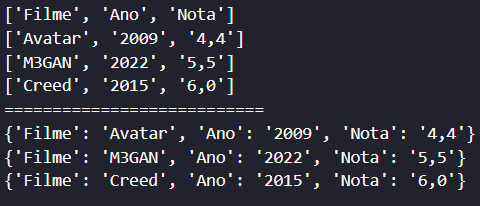 ['Filme', 'Ano', 'Nota']
['Avatar', '2009', '4,4']
['M3GAN', '2022', '5,5']
['Creed', '2015', '6,0']
===========================
{'Filme': 'Avatar', 'Ano': '2009', 'Nota': '4,4'}
{'Filme': 'M3GAN', 'Ano': '2022', 'Nota': '5,5'}
{'Filme': 'Creed', 'Ano': '2015', 'Nota': '6,0'}